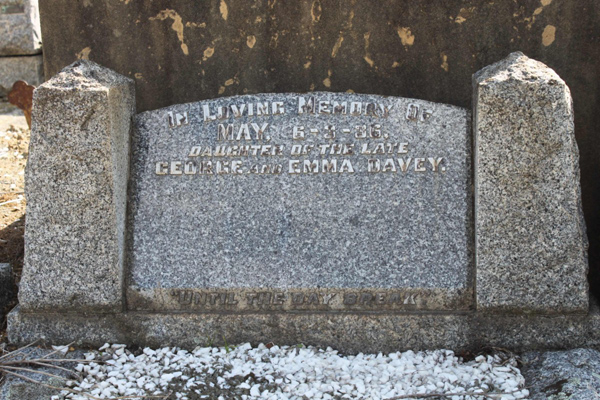 In Loving Memory of
MAY. 6-3-36.
DAUGHTER OF THE LATE
GEORGE AND EMMA DAVEY.
"UNTIL THE DAY BREAK"